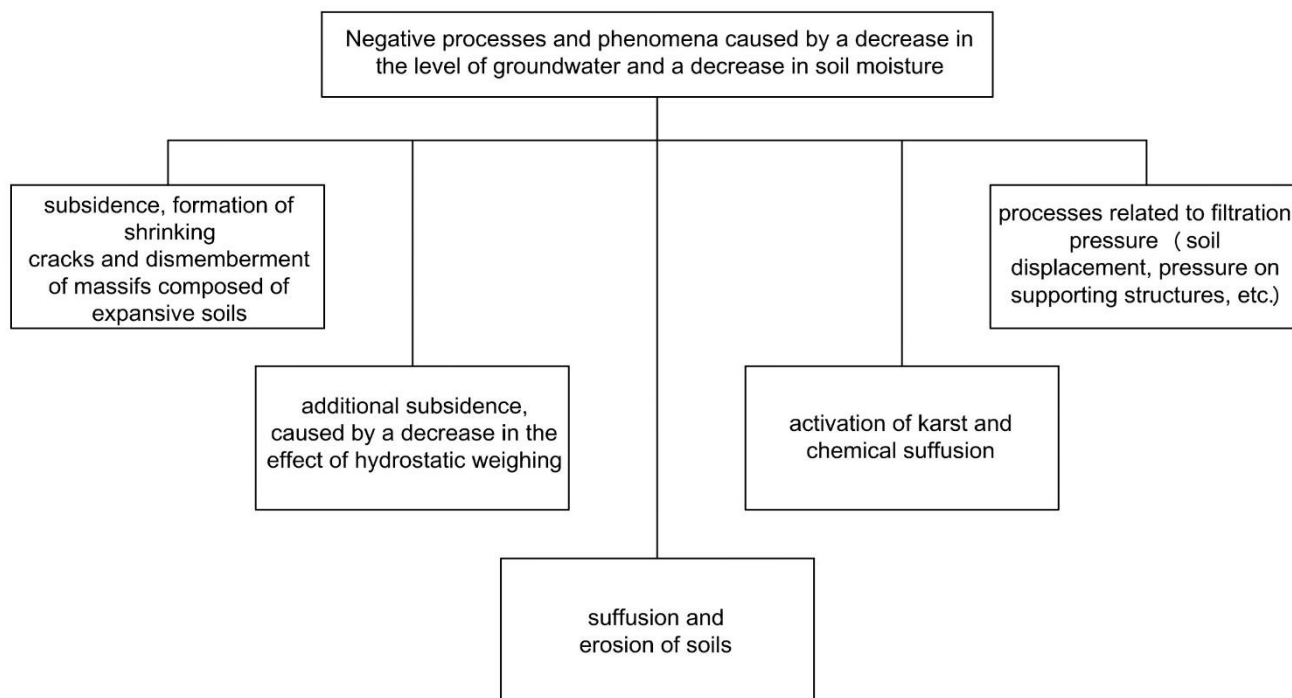 Negative processes and phenomena caused by a decrease in
the level of groundwater and a decrease in soil moisture
subsidence, formation of
shrinking
cracks and dismemberment
of massifs composed of
expansive soils
additional subsidence,
caused by a decrease in the
effect of hydrostatic weighing
suffusion and
erosion of soils
activation of karst and
chemical suffusion
processes related to filtration
pressure ( soil
displacement, pressure on
supporting structures, etc.)